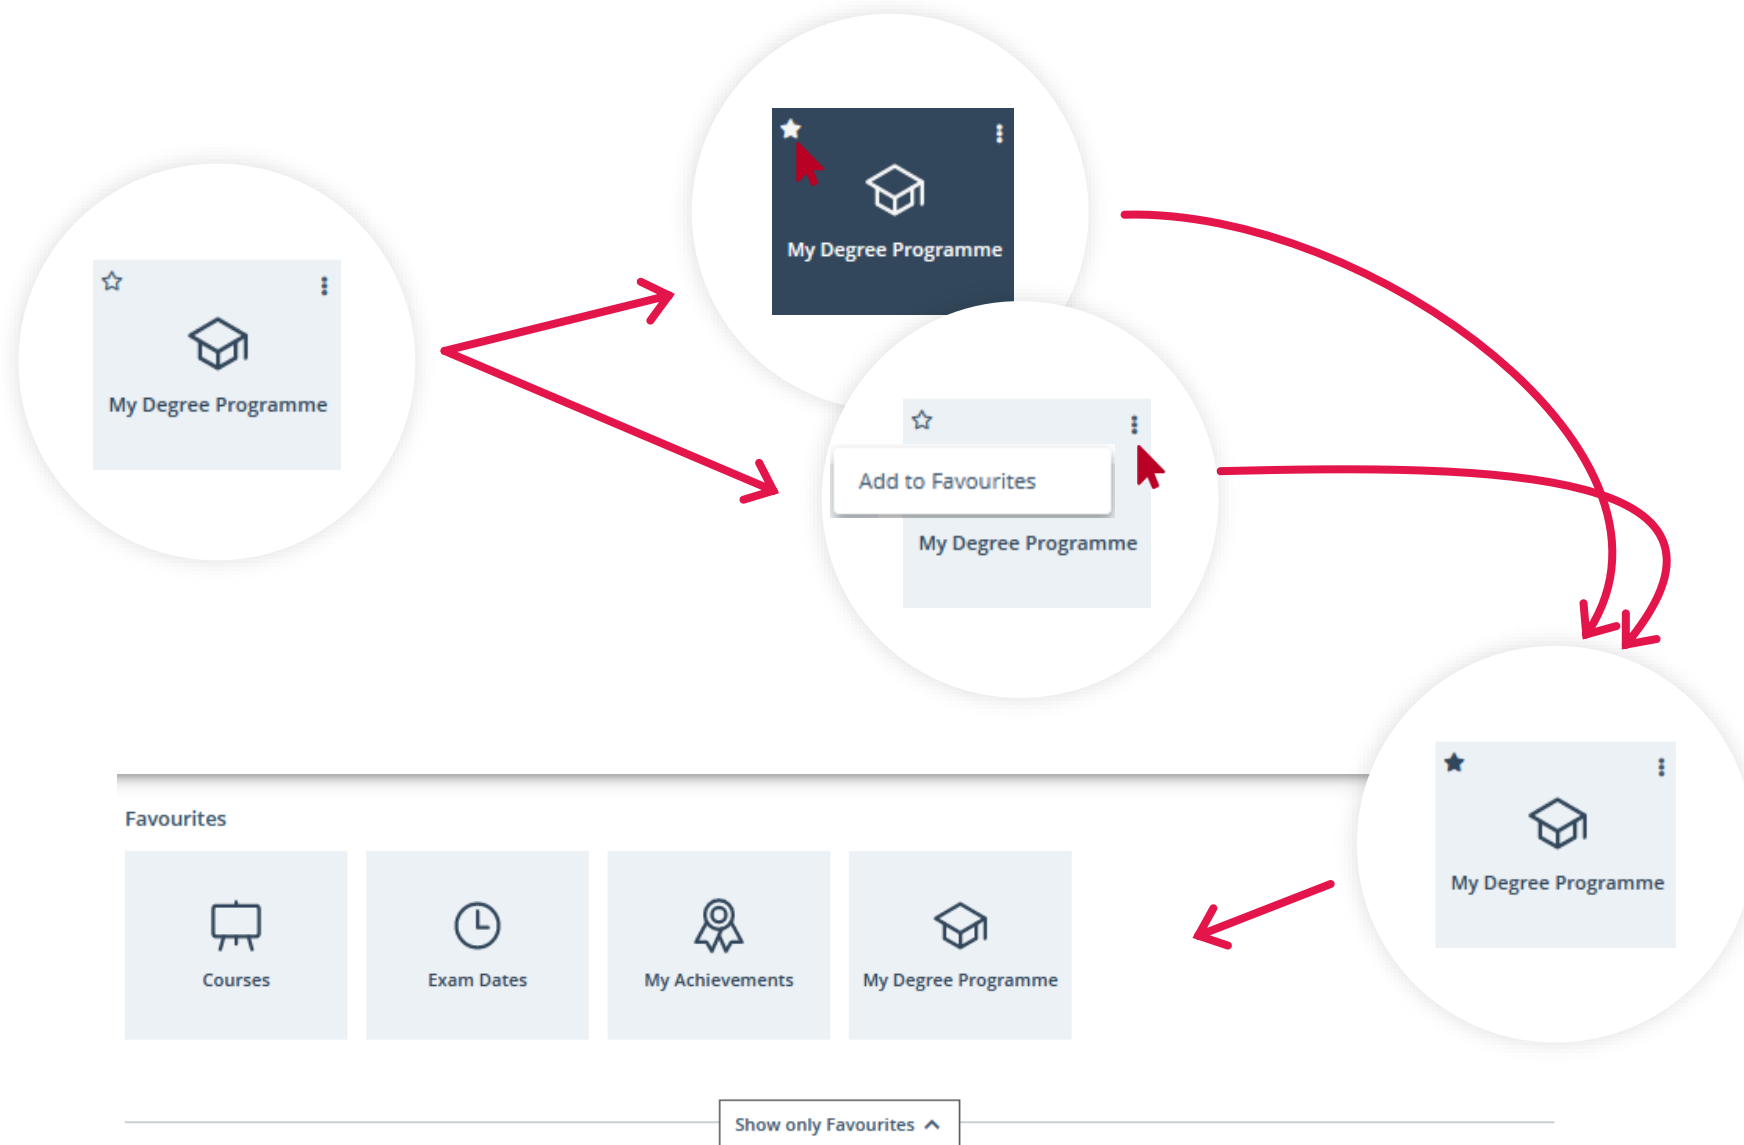 My Degree Programme
My Degree Programme
Add to Favourites
My Degree Programme
My Degree Programme
Favourites
Courses
Exam Dates
My Achievements
My Degree Programme
Show only Favourites